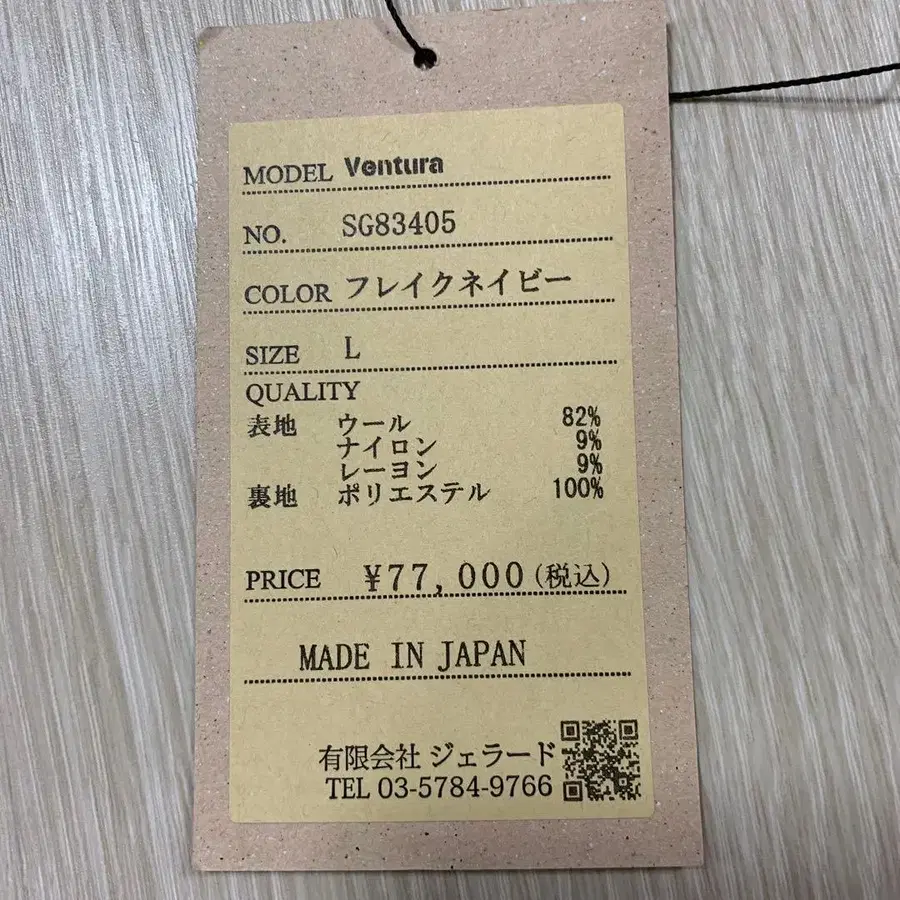 MODEL Ventura
NO. SG83405
COLOR フレイクネイビー
SIZE L
QUALITY
表地 ウール 82%
ナイロン 9%
レーヨン 9%
裏地 ポリエステル 100%
PRICE ¥77,000(税込)
MADE IN JAPAN
有限会社 ジェラード
TEL 03-5784-9766